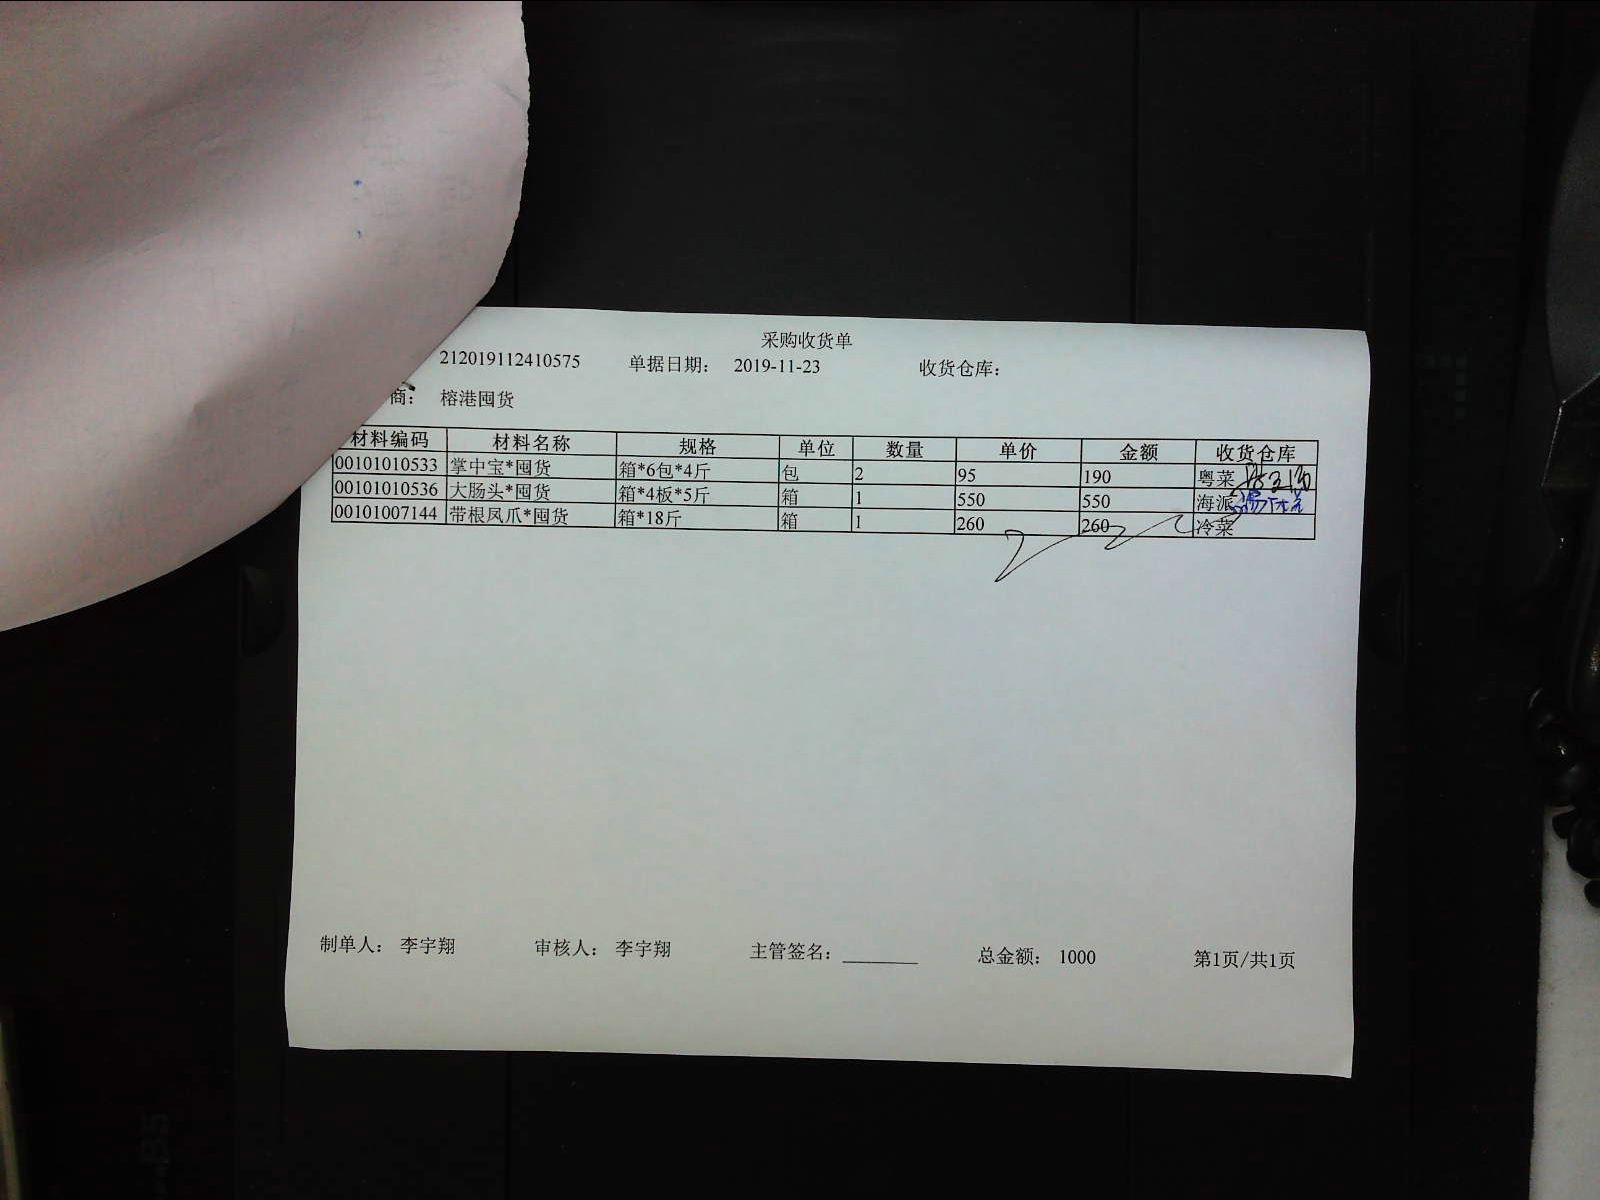 采购收货单
212019112410575 单据日期： 2019-11-23 收货仓库：
商： 榕港囤货
材料编码 材料名称 规格 单位 数量 单价 金额 收货仓库
00101010533 掌中宝*囤货 箱*6包*4斤 包 2 95 190 粤菜
00101010536 大肠头*囤货 箱*4板*5斤 箱 1 550 550 海派
00101007144 带根凤爪*囤货 箱*18斤 箱 1 260 260 冷菜
制单人： 李宇翔 审核人： 李宇翔 主管签名：________ 总金额： 1000 第1页/共1页